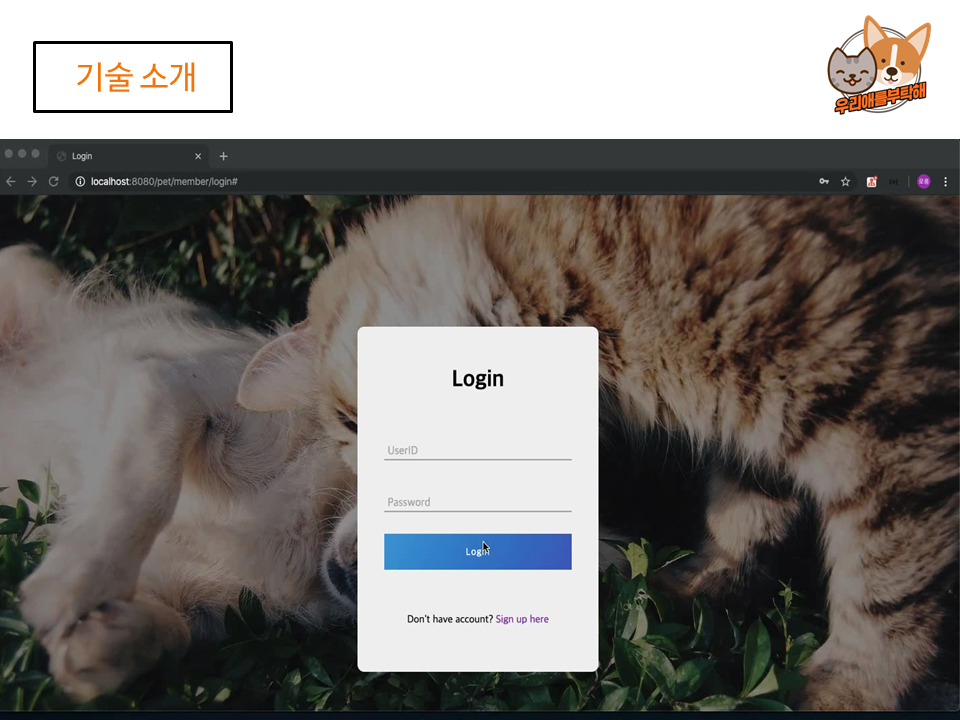 기술 소개
우리애를부탁해
Login
localhost:8080/pet/member/login#
Login
UserID
Password
Login
Don't have account? Sign up here